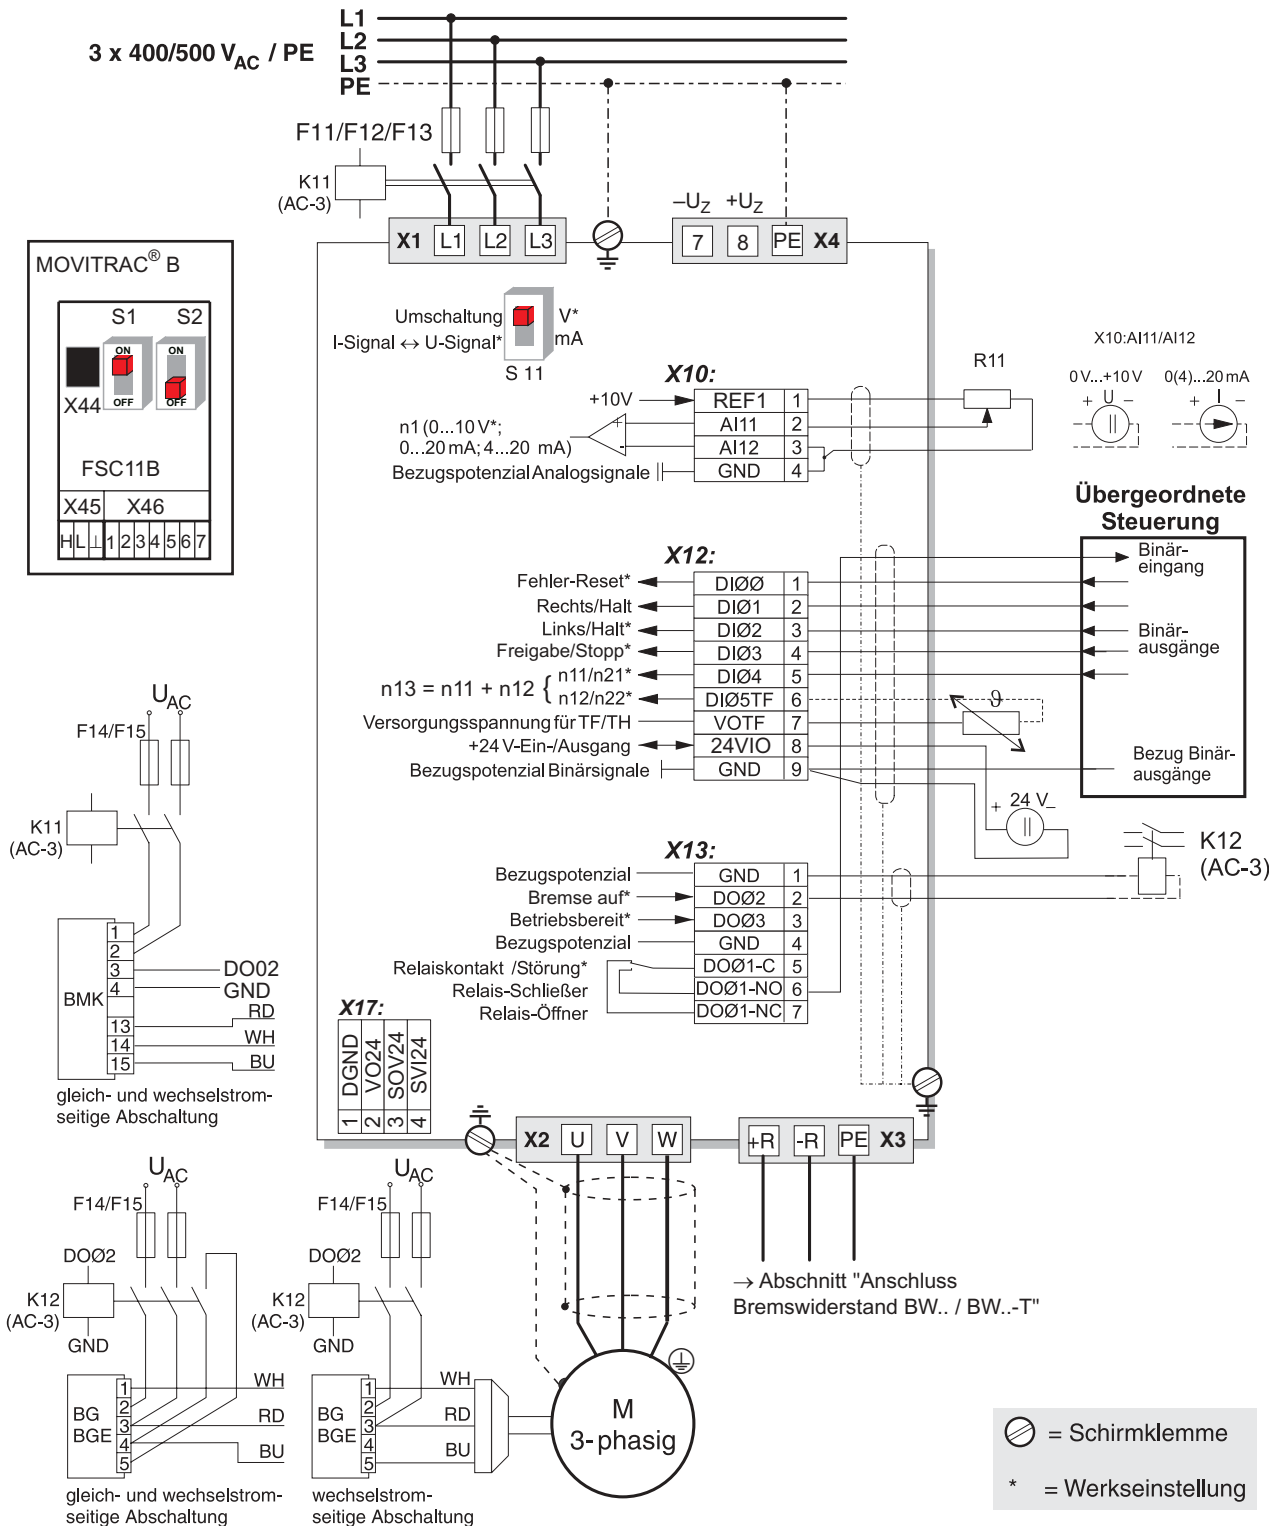 3 x 400/500 VAC / PE
L1
L2
L3
PE
F11/F12/F13
K11
(AC-3)
X1 L1 L2 L3
–UZ +UZ
7 8 PE X4
MOVITRAC® B
S1 S2
ON ON
OFF OFF
X44
FSC11B
X45 X46
H L ⊥ 1 2 3 4 5 6 7
Umschaltung V*
I-Signal ↔ U-Signal* mA
S 11
X10:
+10V REF1 1
n1 (0...10 V*; AI11 2
0...20 mA; 4...20 mA) AI12 3
Bezugspotenzial Analogsignale GND 4
+
-
R11
X10:AI11/AI12
0 V...+10 V 0(4)...20 mA
+ U – + I –
Übergeordnete
Steuerung
Binär-
eingang
Binär-
ausgänge
Bezug Binär-
ausgänge
X12:
Fehler-Reset* DIØØ 1
Rechts/Halt DIØ1 2
Links/Halt* DIØ2 3
Freigabe/Stopp* DIØ3 4
n11/n21* DIØ4 5
n13 = n11 + n12 {
n12/n22* DIØ5TF 6
Versorgungsspannung für TF/TH VOTF 7
+24 V-Ein-/Ausgang 24VIO 8
Bezugspotenzial Binärsignale GND 9
ϑ
+ 24 V –
K12
(AC-3)
X13:
Bezugspotenzial GND 1
Bremse auf* DOØ2 2
Betriebsbereit* DOØ3 3
Bezugspotenzial GND 4
Relaiskontakt /Störung* DOØ1-C 5
Relais-Schließer DOØ1-NO 6
Relais-Öffner DOØ1-NC 7
X17:
1 DGND
2 VO24
3 SOV24
4 SVI24
UAC
F14/F15
K11
(AC-3)
BMK
1
2
3 DO02
4 GND
13 RD
14 WH
15 BU
gleich- und wechselstrom-
seitige Abschaltung
X2 U V W
+R -R PE X3
→ Abschnitt "Anschluss
Bremswiderstand BW.. / BW..-T"
UAC
F14/F15
DOØ2
K12
(AC-3)
GND
BG
BGE
1 WH
2
3 RD
4
5 BU
gleich- und wechselstrom-
seitige Abschaltung
UAC
F14/F15
DOØ2
K12
(AC-3)
GND
BG
BGE
1 WH
2
3 RD
4
5 BU
wechselstrom-
seitige Abschaltung
M
3-phasig
= Schirmklemme
* = Werkseinstellung